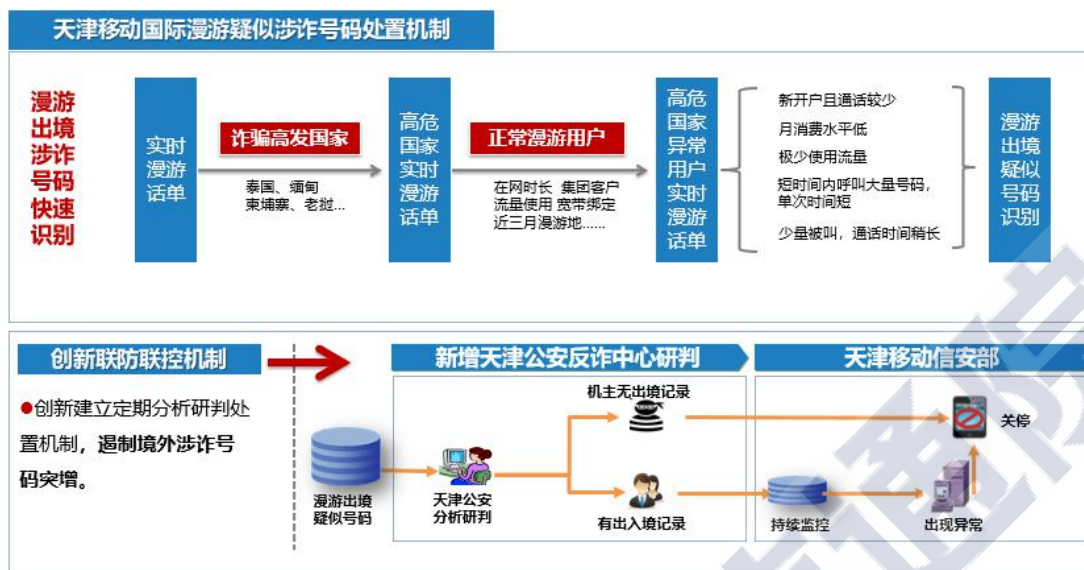 天津移动国际漫游疑似涉诈号码处置机制
漫游
出境
涉诈
号码
快速
识别
实时
漫游
话单
诈骗高发国家
泰国、缅甸
柬埔寨、老挝...
高危
国家
实时
漫游
话单
正常漫游用户
在网时长 集团客户
流量使用 宽带绑定
近三月漫游地......
高危
国家
异常
用户
实时
漫游
话单
新开户且通话较少
月消费水平低
极少使用流量
短时间内呼叫大量号码，
单次时间短
少量被叫，通话时间稍长
漫游
出境
疑似
号码
识别
创新联防联控机制
●创新建立定期分析研判处
置机制，遏制境外涉诈号
码突增。
漫游出境
疑似号码
新增天津公安反诈中心研判
天津公安
分析研判
机主无出境记录
有出入境记录
天津移动信安部
持续监控
出现异常
关停
通院